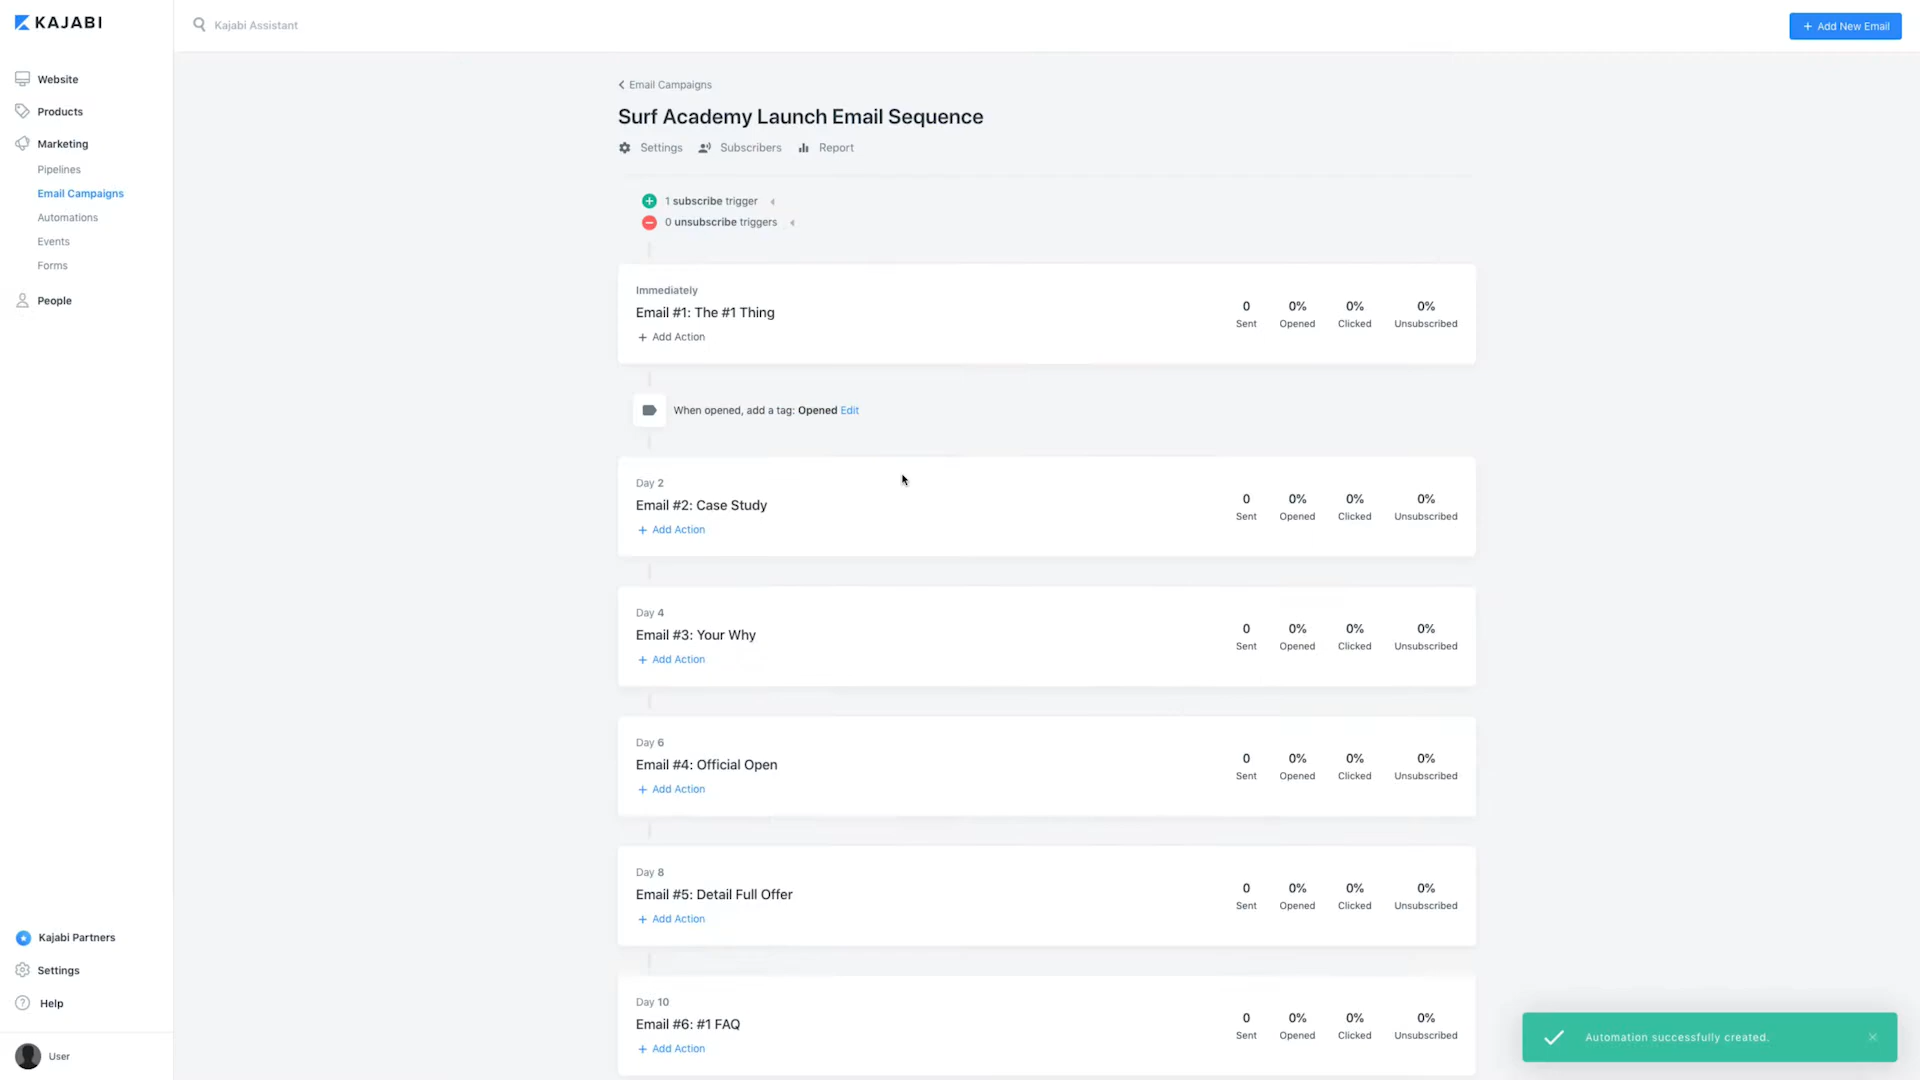 KAJABI
Kajabi Assistant
+ Add New Email
Website
Products
Marketing
Pipelines
Email Campaigns
Automations
Events
Forms
People
Kajabi Partners
Settings
Help
User
Email Campaigns
Surf Academy Launch Email Sequence
Settings Subscribers Report
1 subscribe trigger
0 unsubscribe triggers
Immediately
Email #1: The #1 Thing
+ Add Action
0 0% 0% 0%
Sent Opened Clicked Unsubscribed
When opened, add a tag: Opened Edit
Day 2
Email #2: Case Study
+ Add Action
0 0% 0% 0%
Sent Opened Clicked Unsubscribed
Day 4
Email #3: Your Why
+ Add Action
0 0% 0% 0%
Sent Opened Clicked Unsubscribed
Day 6
Email #4: Official Open
+ Add Action
0 0% 0% 0%
Sent Opened Clicked Unsubscribed
Day 8
Email #5: Detail Full Offer
+ Add Action
0 0% 0% 0%
Sent Opened Clicked Unsubscribed
Day 10
Email #6: #1 FAQ
+ Add Action
0 0% 0% 0%
Sent Opened Clicked Unsubscribed
Automation successfully created.